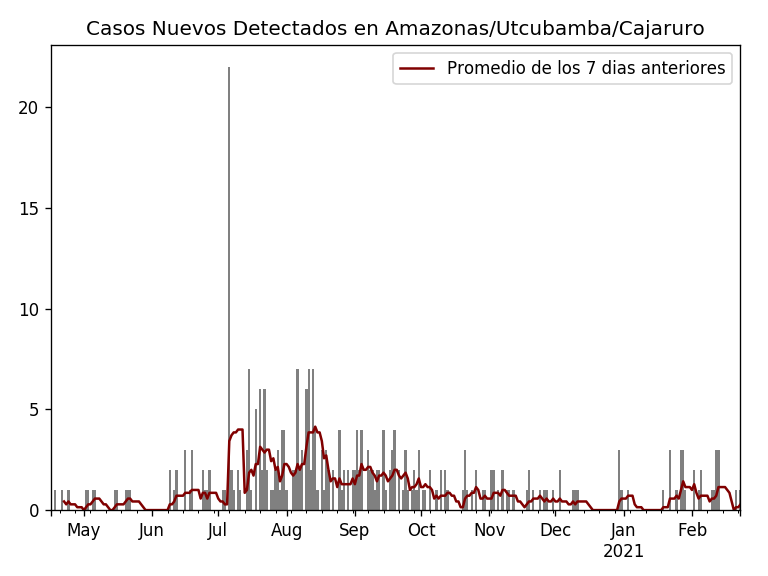 Casos Nuevos Detectados en Amazonas/Utcubamba/Cajaruro
Promedio de los 7 dias anteriores
20
15
10
5
0
May Jun Jul Aug Sep Oct Nov Dec Jan Feb
2021